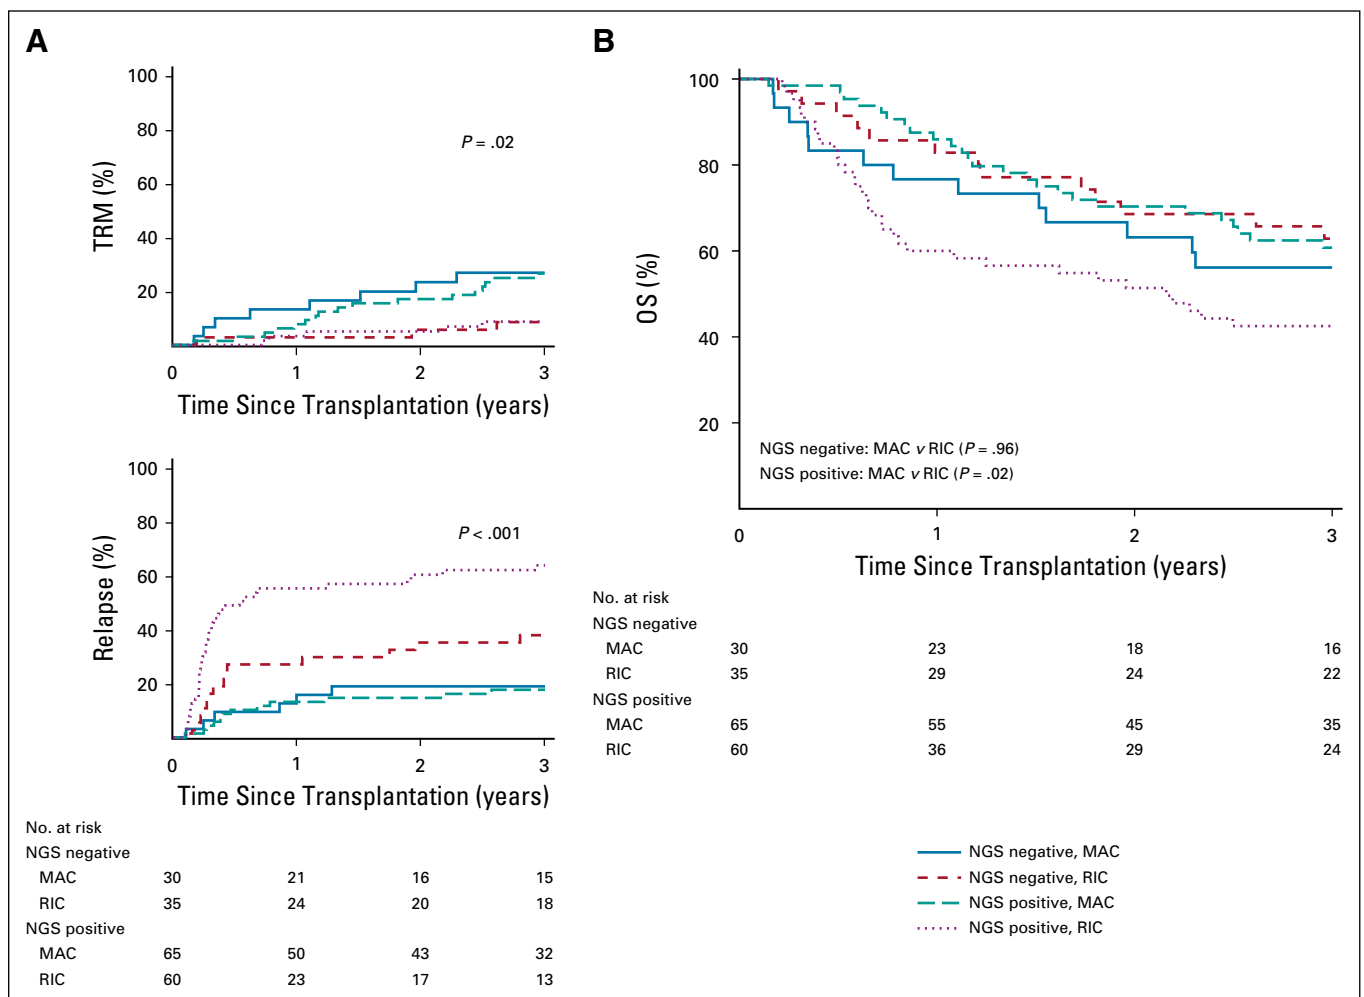 A
100
80
60
40
20
TRM (%)
P = .02
0 1 2 3
Time Since Transplantation (years)
100
80
60
40
20
Relapse (%)
P < .001
0 1 2 3
Time Since Transplantation (years)
No. at risk
NGS negative
MAC 30 21 16 15
RIC 35 24 20 18
NGS positive
MAC 65 50 43 32
RIC 60 23 17 13
B
100
80
60
40
20
OS (%)
NGS negative: MAC v RIC (P = .96)
NGS positive: MAC v RIC (P = .02)
0 1 2 3
Time Since Transplantation (years)
No. at risk
NGS negative
MAC 30 23 18 16
RIC 35 29 24 22
NGS positive
MAC 65 55 45 35
RIC 60 36 29 24
NGS negative, MAC
NGS negative, RIC
NGS positive, MAC
NGS positive, RIC